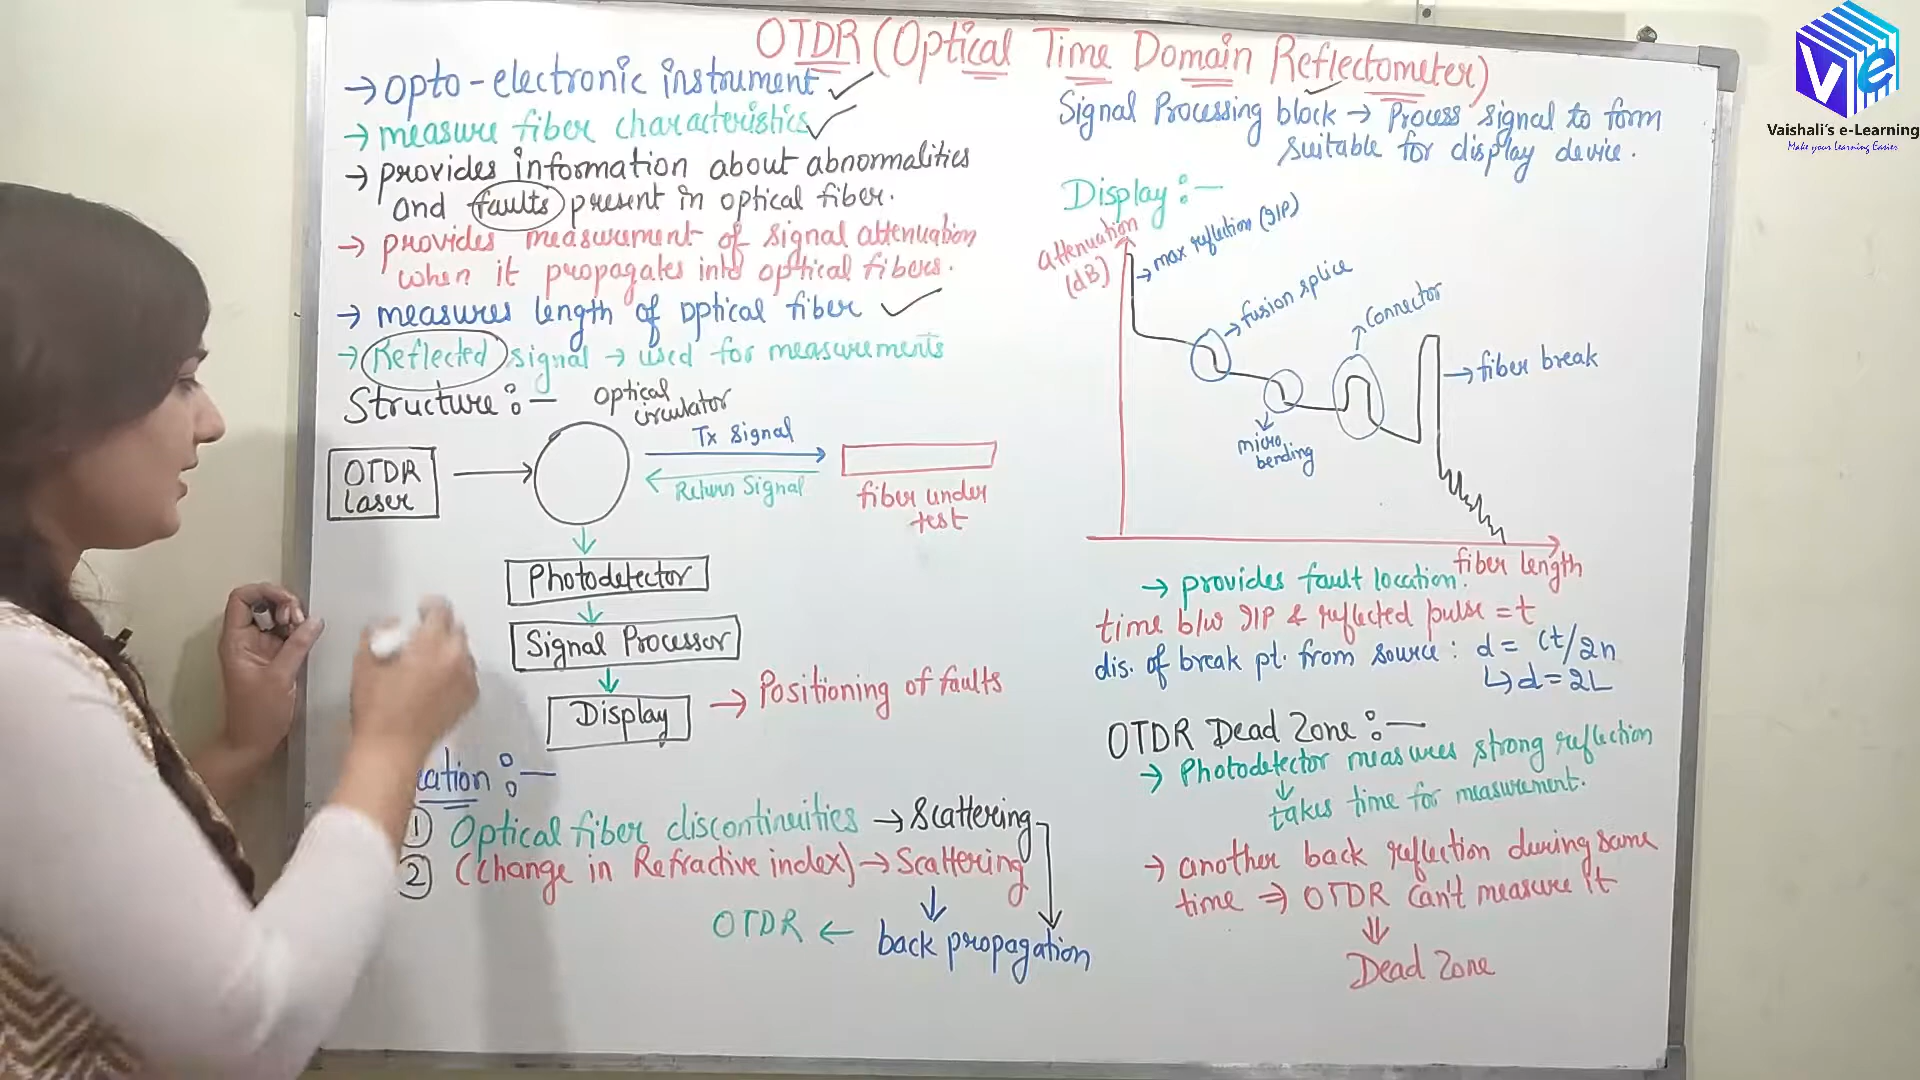 OTDR (Optical Time Domain Reflectometer)
→ opto-electronic instrument ✓
→ measure fiber characteristics ✓
→ provides information about abnormalities
and faults present in optical fiber.
→ provides measurement of signal attenuation
when it propagates into optical fibers.
→ measures length of optical fiber ✓
→ Reflected signal → used for measurements
Structure :-
Optical
circulator
OTDR
Laser
Tx signal
Return Signal
fiber under
test
Photodetector
Signal Processor
Display
→ Positioning of faults
cation :-
① Optical fiber discontinuities → Scattering
② (Change in Refractive index) → Scattering
OTDR ← back propagation
Signal Processing block → Process signal to form
suitable for display device.
Display :-
attenuation
(dB)
→ max reflection (I/P)
→ fusion splice
micro
bending
Connector
→ fiber break
fiber length
→ provides fault location.
time b/w I/P & reflected pulse = t
dis. of break pt. from source : d = ct/2n
↳ d = 2L
OTDR Dead Zone :-
→ Photodetector measures strong reflection
↓
takes time for measurement.
→ another back reflection during same
time ⇒ OTDR can't measure it
⇓
Dead Zone
Ve
Vaishali's e-Learning
Make your Learning Easier